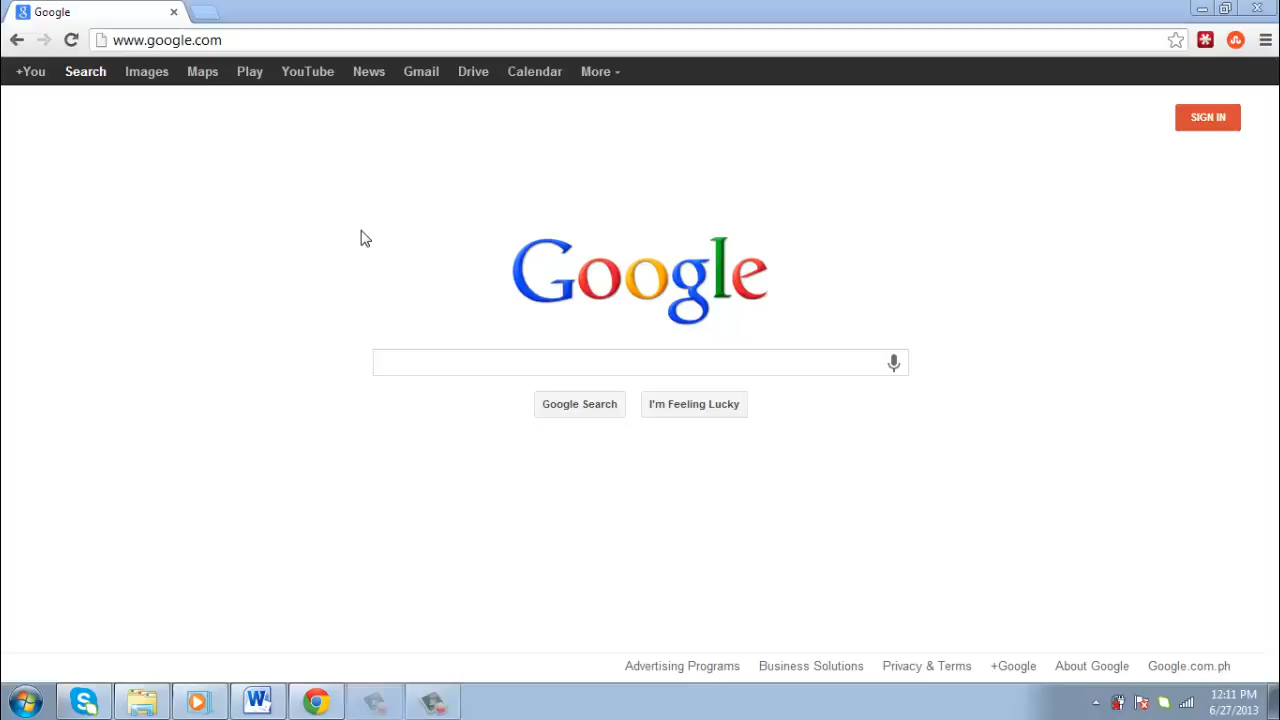 Google
www.google.com
+You Search Images Maps Play YouTube News Gmail Drive Calendar More
SIGN IN
Google
Google Search I'm Feeling Lucky
Advertising Programs Business Solutions Privacy & Terms +Google About Google Google.com.ph
12:11 PM
6/27/2013